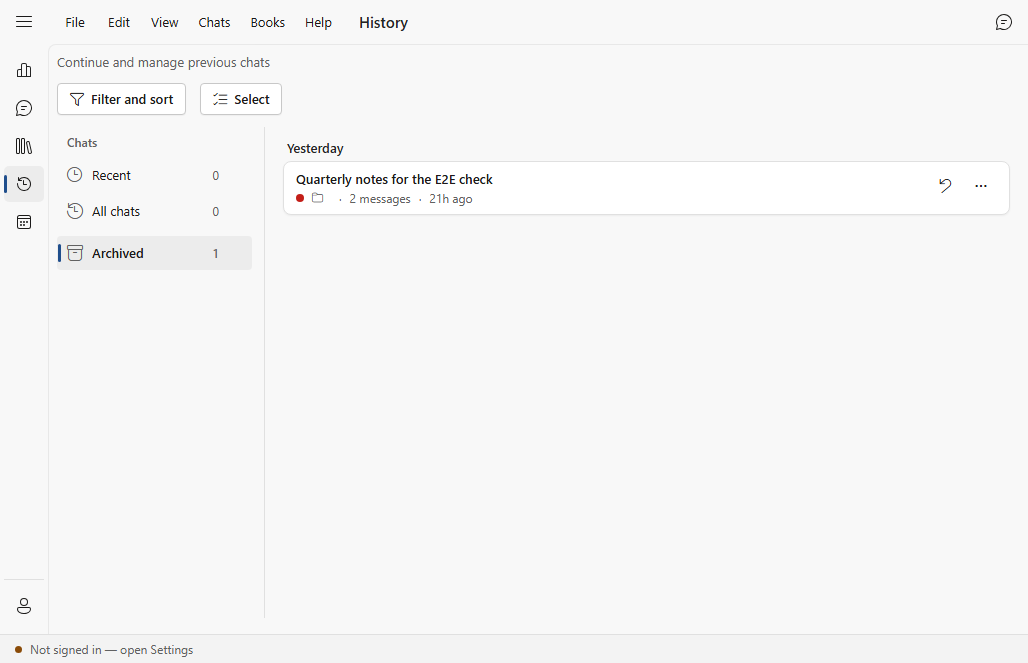 File Edit View Chats Books Help History
Continue and manage previous chats
Filter and sort Select
Chats
Recent 0
All chats 0
Archived 1
Yesterday
Quarterly notes for the E2E check
· 2 messages · 21h ago
Not signed in — open Settings